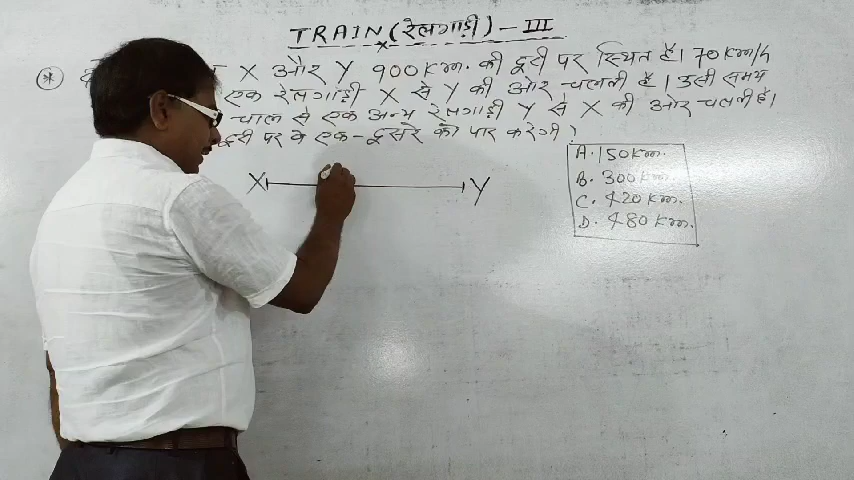 TRAIN (रेलगाड़ी) - III
X और Y 900 Km. की दूरी पर स्थित है। 70 Km/h
एक रेलगाड़ी X से Y की ओर चलती है। उसी समय
चाल से एक अन्य रेलगाड़ी Y से X की ओर चलती है।
दूरी पर वे एक-दूसरे को पार करेगी?
A. 150 Km.
B. 300 Km.
C. 420 Km.
D. 480 Km.
X Y